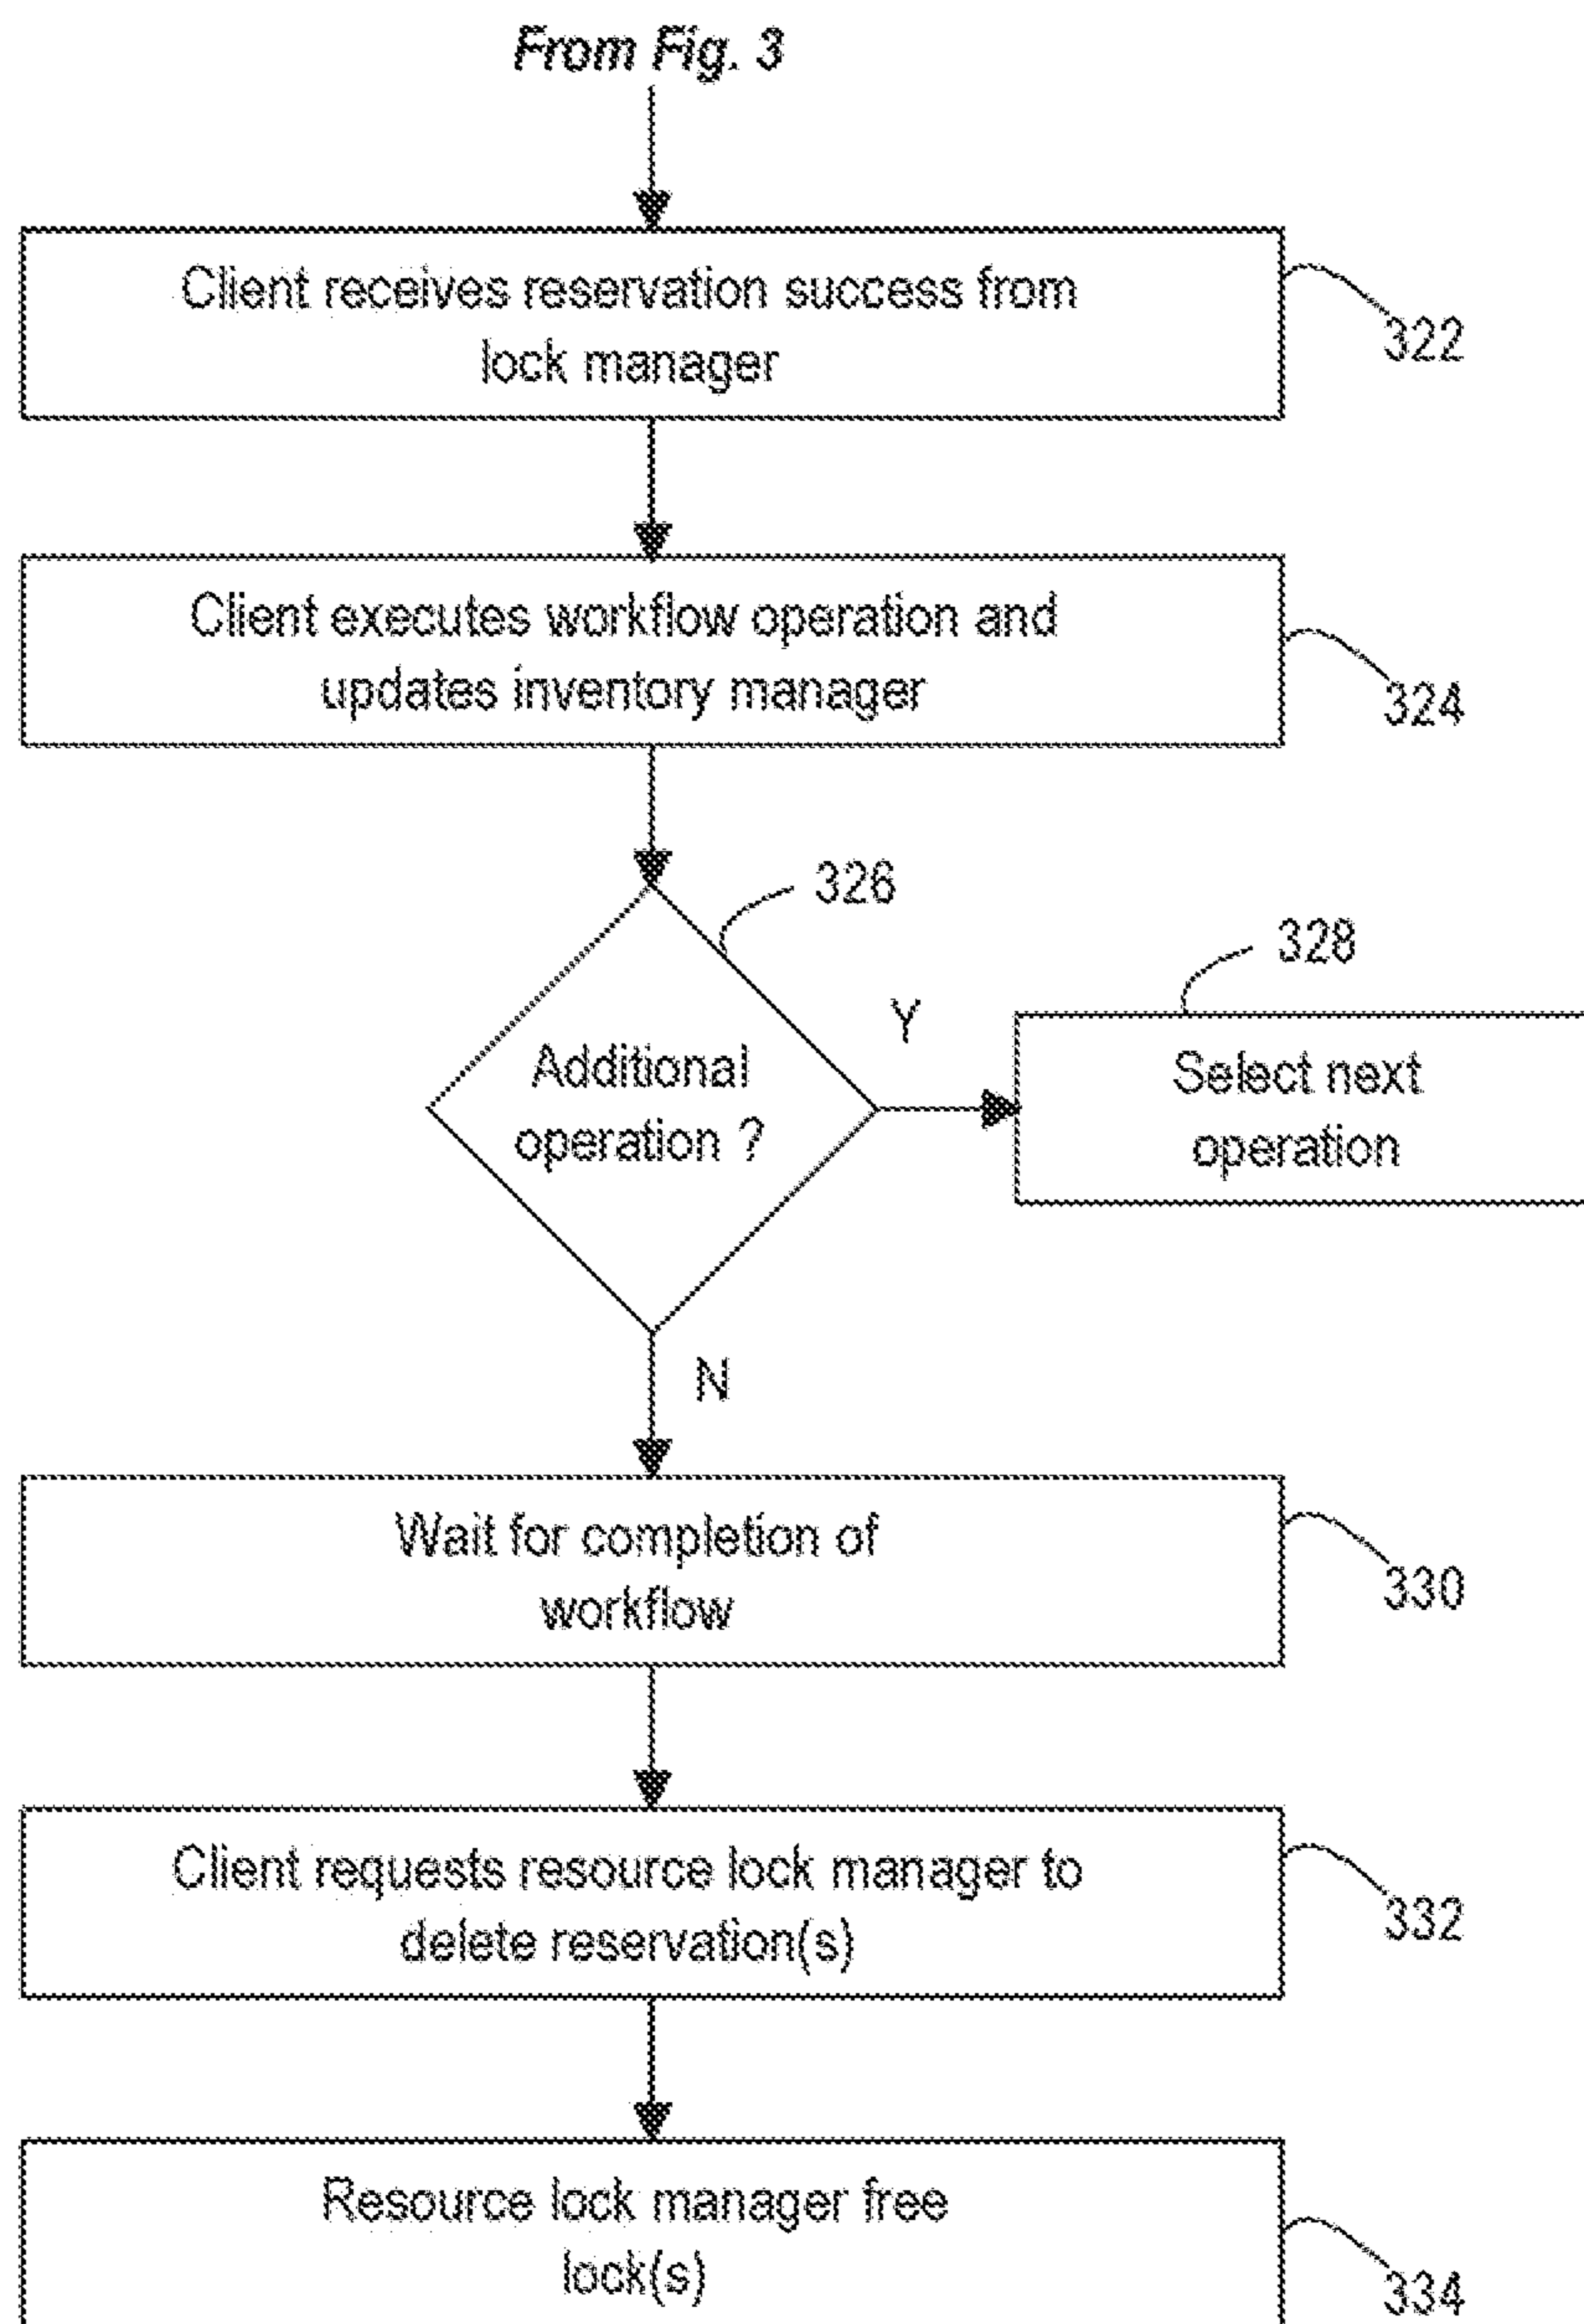 From Fig. 3
Client receives reservation success from
lock manager
322
Client executes workflow operation and
updates inventory manager
324
326
328
Y
Additional
operation ?
Select next
operation
N
Wait for completion of
workflow
330
Client requests resource lock manager to
delete reservation(s)
332
Resource lock manager free
lock(s)
334